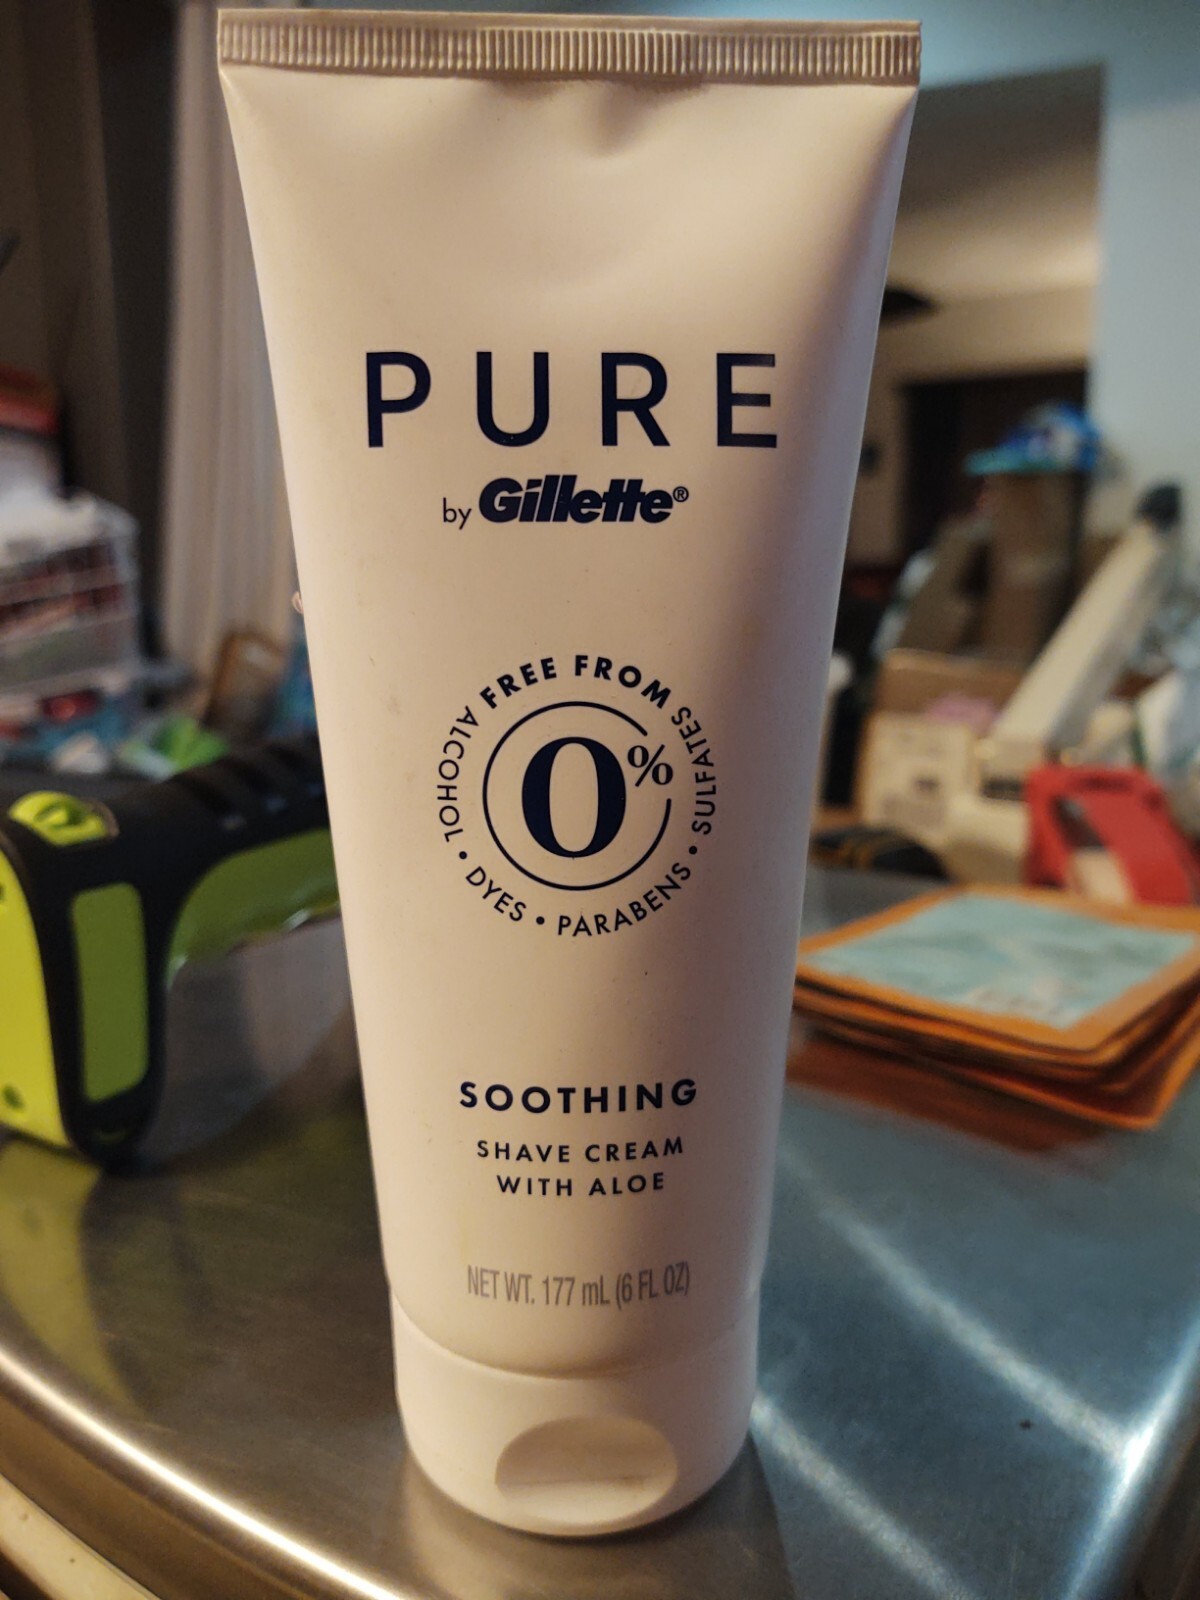 PURE
by Gillette®
FREE FROM
0%
ALCOHOL • DYES • PARABENS • SULFATES
SOOTHING
SHAVE CREAM
WITH ALOE
NET WT. 177 mL (6 FL OZ)